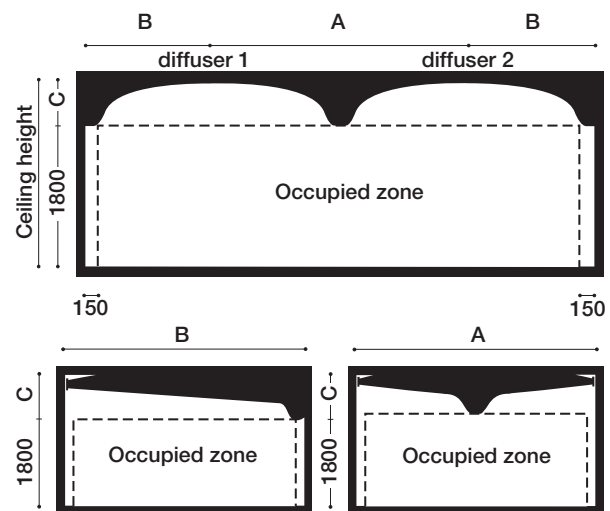 B A B
diffuser 1 diffuser 2
Ceiling height
C
1800
Occupied zone
150 150
B A
C
1800
Occupied zone
C
1800
Occupied zone